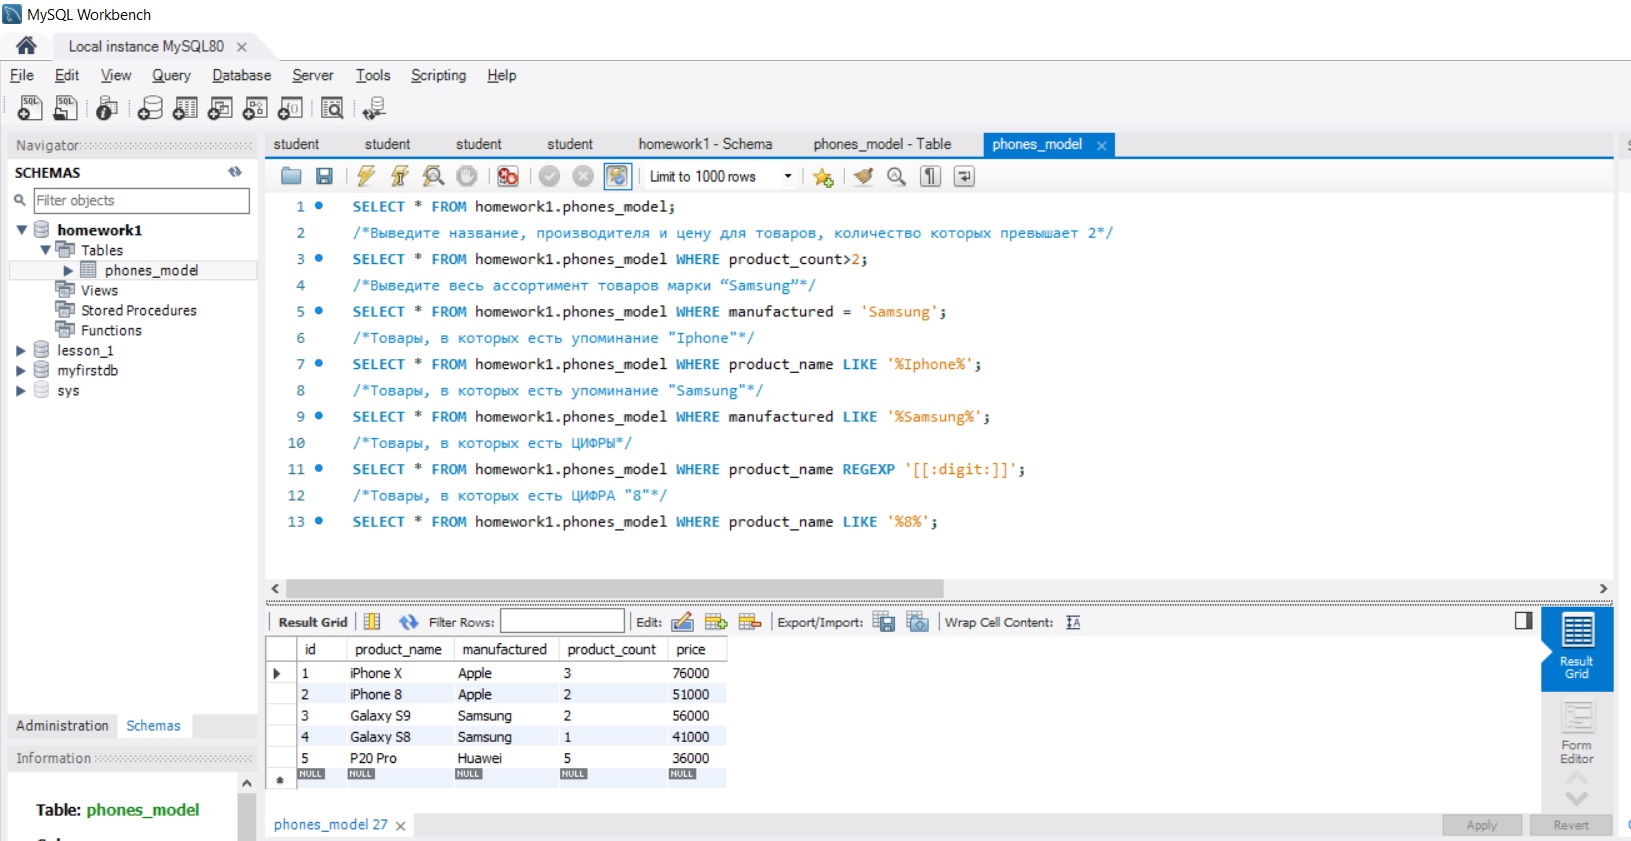 MySQL Workbench
Local instance MySQL80
File Edit View Query Database Server Tools Scripting Help
Navigator
SCHEMAS
Filter objects
homework1
Tables
phones_model
Views
Stored Procedures
Functions
lesson_1
myfirstdb
sys
Administration Schemas
Information
Table: phones_model
student student student student homework1 - Schema phones_model - Table phones_model
Limit to 1000 rows
1 SELECT * FROM homework1.phones_model;
2 /*Выведите название, производителя и цену для товаров, количество которых превышает 2*/
3 SELECT * FROM homework1.phones_model WHERE product_count>2;
4 /*Выведите весь ассортимент товаров марки “Samsung”*/
5 SELECT * FROM homework1.phones_model WHERE manufactured = 'Samsung';
6 /*Товары, в которых есть упоминание "Iphone"*/
7 SELECT * FROM homework1.phones_model WHERE product_name LIKE '%Iphone%';
8 /*Товары, в которых есть упоминание "Samsung"*/
9 SELECT * FROM homework1.phones_model WHERE manufactured LIKE '%Samsung%';
10 /*Товары, в которых есть ЦИФРЫ*/
11 SELECT * FROM homework1.phones_model WHERE product_name REGEXP '[[:digit:]]';
12 /*Товары, в которых есть ЦИФРА "8"*/
13 SELECT * FROM homework1.phones_model WHERE product_name LIKE '%8%';
Result Grid Filter Rows: Edit: Export/Import: Wrap Cell Content:
id product_name manufactured product_count price
1 iPhone X Apple 3 76000
2 iPhone 8 Apple 2 51000
3 Galaxy S9 Samsung 2 56000
4 Galaxy S8 Samsung 1 41000
5 P20 Pro Huawei 5 36000
NULL NULL NULL NULL NULL
Result
Grid
Form
Editor
phones_model 27
Apply Revert